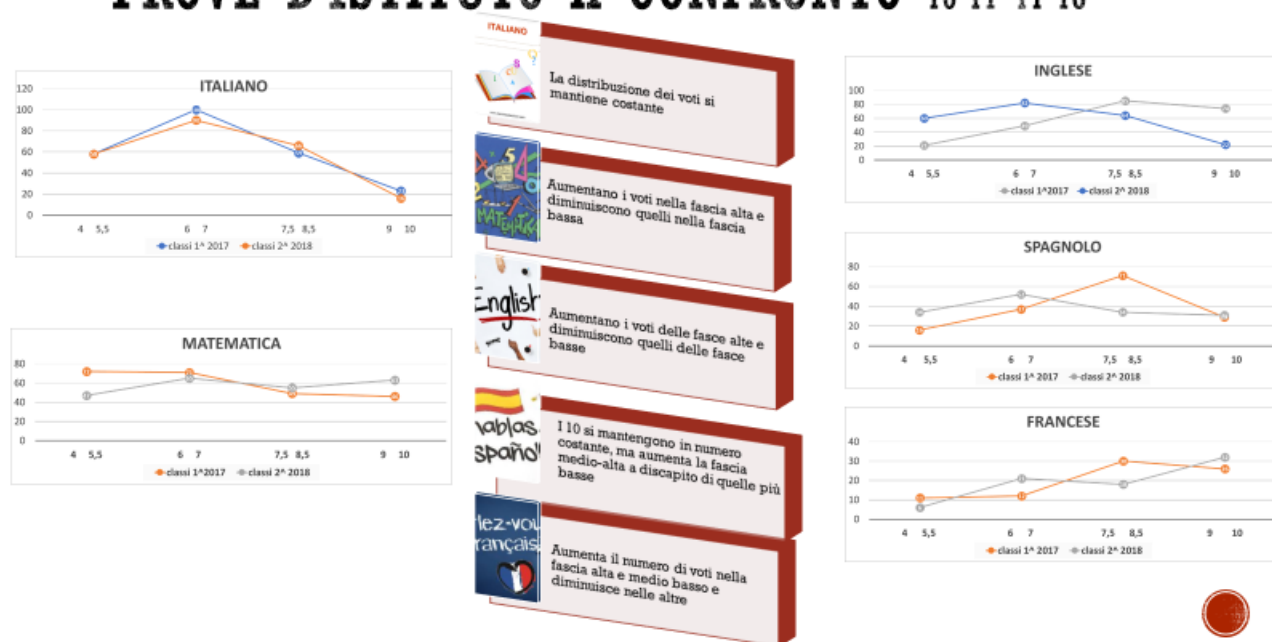 PROVE D'ISTITUTO A CONFRONTO
ITALIANO
120
100
80
60
40
20
0
4 5,5 6 7 7,5 8,5 9 10
classi 1^ 2017 classi 2^ 2018
MATEMATICA
80
60
40
20
0
4 5,5 6 7 7,5 8,5 9 10
classi 1^2017 classi 2^ 2018
ITALIANO
La distribuzione dei voti si
mantiene costante
MATEMATICA
Aumentano i voti nella fascia alta e
diminuiscono quelli nella fascia
bassa
English
Aumentano i voti delle fasce alte e
diminuiscono quelli delle fasce
basse
hablas
español
I 10 si mantengono in numero
costante, ma aumenta la fascia
medio-alta a discapito di quelle più
basse
lez-vou
rançais
Aumenta il numero di voti nella
fascia alta e medio basso e
diminuisce nelle altre
INGLESE
100
80
60
40
20
0
4 5,5 6 7 7,5 8,5 9 10
classi 1^2017 classi 2^ 2018
SPAGNOLO
80
60
40
20
0
4 5,5 6 7 7,5 8,5 9 10
classi 1^ 2017 classi 2^ 2018
FRANCESE
40
30
20
10
0
4 5,5 6 7 7,5 8,5 9 10
classi 1^ 2017 classi 2^ 2018